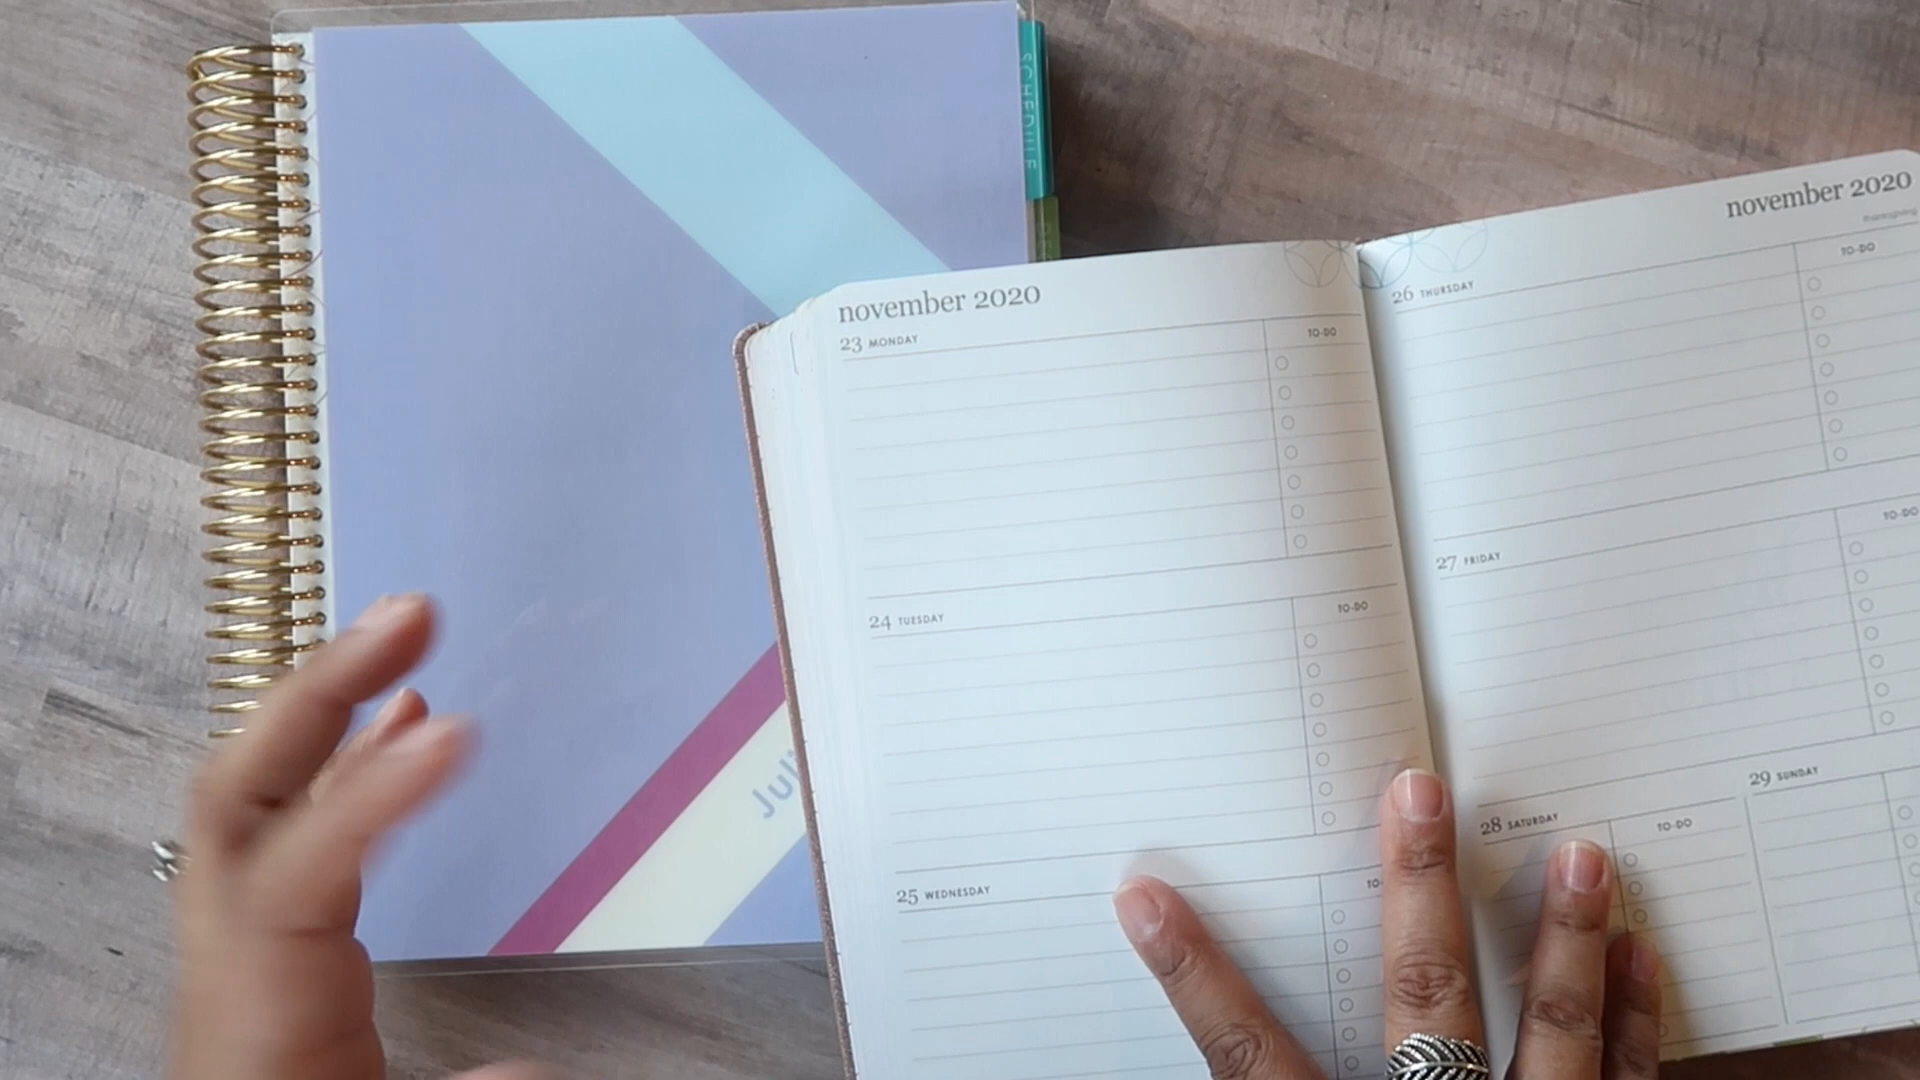 SCHEDULE
november 2020
23 MONDAY
TO-DO
24 TUESDAY
TO-DO
25 WEDNESDAY
november 2020
thanksgiving
26 THURSDAY
TO-DO
27 FRIDAY
TO-DO
28 SATURDAY
TO-DO
29 SUNDAY